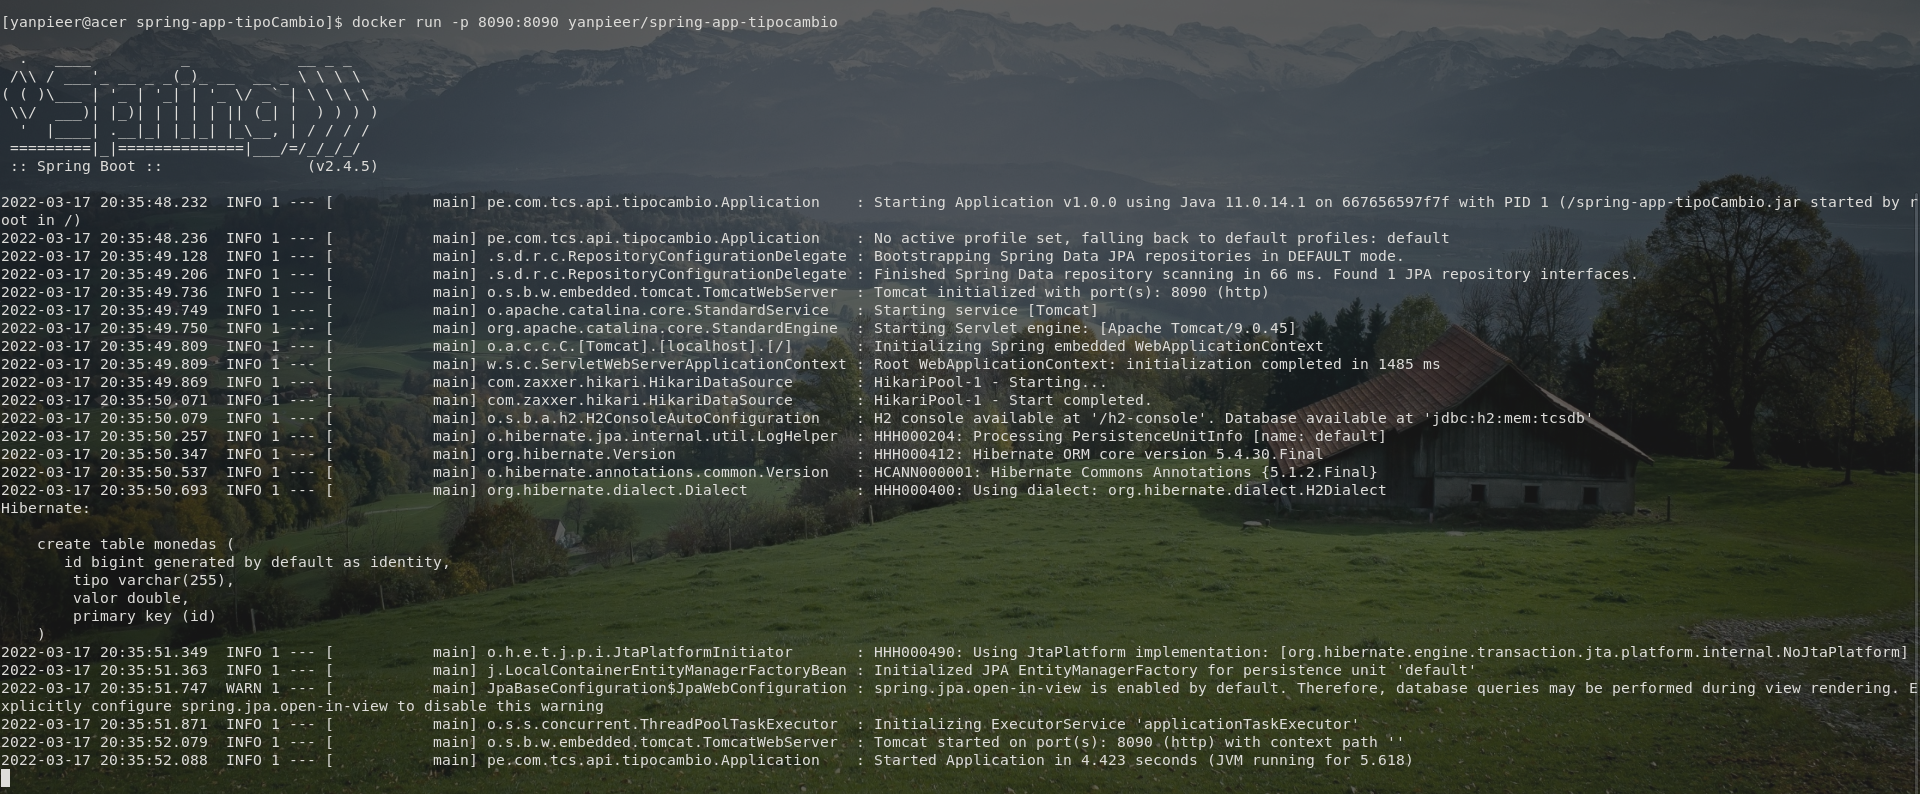 [yanpieer@acer spring-app-tipoCambio]$ docker run -p 8090:8090 yanpieer/spring-app-tipocambio
  .   ____          _            __ _ _
 /\\ / ___'_ __ _ _(_)_ __  __ _ \ \ \ \
( ( )\___ | '_ | '_| | '_ \/ _` | \ \ \ \
 \\/  ___)| |_)| | | | | || (_| |  ) ) ) )
  '  |____| .__|_| |_|_| |_\__, | / / / /
 =========|_|==============|___/=/_/_/_/
 :: Spring Boot ::                (v2.4.5)
2022-03-17 20:35:48.232  INFO 1 --- [           main] pe.com.tcs.api.tipocambio.Application    : Starting Application v1.0.0 using Java 11.0.14.1 on 667656597f7f with PID 1 (/spring-app-tipoCambio.jar started by r
oot in /)
2022-03-17 20:35:48.236  INFO 1 --- [           main] pe.com.tcs.api.tipocambio.Application    : No active profile set, falling back to default profiles: default
2022-03-17 20:35:49.128  INFO 1 --- [           main] .s.d.r.c.RepositoryConfigurationDelegate : Bootstrapping Spring Data JPA repositories in DEFAULT mode.
2022-03-17 20:35:49.206  INFO 1 --- [           main] .s.d.r.c.RepositoryConfigurationDelegate : Finished Spring Data repository scanning in 66 ms. Found 1 JPA repository interfaces.
2022-03-17 20:35:49.736  INFO 1 --- [           main] o.s.b.w.embedded.tomcat.TomcatWebServer  : Tomcat initialized with port(s): 8090 (http)
2022-03-17 20:35:49.749  INFO 1 --- [           main] o.apache.catalina.core.StandardService   : Starting service [Tomcat]
2022-03-17 20:35:49.750  INFO 1 --- [           main] org.apache.catalina.core.StandardEngine  : Starting Servlet engine: [Apache Tomcat/9.0.45]
2022-03-17 20:35:49.809  INFO 1 --- [           main] o.a.c.c.C.[Tomcat].[localhost].[/]       : Initializing Spring embedded WebApplicationContext
2022-03-17 20:35:49.809  INFO 1 --- [           main] w.s.c.ServletWebServerApplicationContext : Root WebApplicationContext: initialization completed in 1485 ms
2022-03-17 20:35:49.869  INFO 1 --- [           main] com.zaxxer.hikari.HikariDataSource       : HikariPool-1 - Starting...
2022-03-17 20:35:50.071  INFO 1 --- [           main] com.zaxxer.hikari.HikariDataSource       : HikariPool-1 - Start completed.
2022-03-17 20:35:50.079  INFO 1 --- [           main] o.s.b.a.h2.H2ConsoleAutoConfiguration    : H2 console available at '/h2-console'. Database available at 'jdbc:h2:mem:tcsdb'
2022-03-17 20:35:50.257  INFO 1 --- [           main] o.hibernate.jpa.internal.util.LogHelper  : HHH000204: Processing PersistenceUnitInfo [name: default]
2022-03-17 20:35:50.347  INFO 1 --- [           main] org.hibernate.Version                    : HHH000412: Hibernate ORM core version 5.4.30.Final
2022-03-17 20:35:50.537  INFO 1 --- [           main] o.hibernate.annotations.common.Version   : HCANN000001: Hibernate Commons Annotations {5.1.2.Final}
2022-03-17 20:35:50.693  INFO 1 --- [           main] org.hibernate.dialect.Dialect            : HHH000400: Using dialect: org.hibernate.dialect.H2Dialect
Hibernate:
    create table monedas (
       id bigint generated by default as identity,
        tipo varchar(255),
        valor double,
        primary key (id)
    )
2022-03-17 20:35:51.349  INFO 1 --- [           main] o.h.e.t.j.p.i.JtaPlatformInitiator       : HHH000490: Using JtaPlatform implementation: [org.hibernate.engine.transaction.jta.platform.internal.NoJtaPlatform]
2022-03-17 20:35:51.363  INFO 1 --- [           main] j.LocalContainerEntityManagerFactoryBean : Initialized JPA EntityManagerFactory for persistence unit 'default'
2022-03-17 20:35:51.747  WARN 1 --- [           main] JpaBaseConfiguration$JpaWebConfiguration : spring.jpa.open-in-view is enabled by default. Therefore, database queries may be performed during view rendering. E
xplicitly configure spring.jpa.open-in-view to disable this warning
2022-03-17 20:35:51.871  INFO 1 --- [           main] o.s.s.concurrent.ThreadPoolTaskExecutor  : Initializing ExecutorService 'applicationTaskExecutor'
2022-03-17 20:35:52.079  INFO 1 --- [           main] o.s.b.w.embedded.tomcat.TomcatWebServer  : Tomcat started on port(s): 8090 (http) with context path ''
2022-03-17 20:35:52.088  INFO 1 --- [           main] pe.com.tcs.api.tipocambio.Application    : Started Application in 4.423 seconds (JVM running for 5.618)